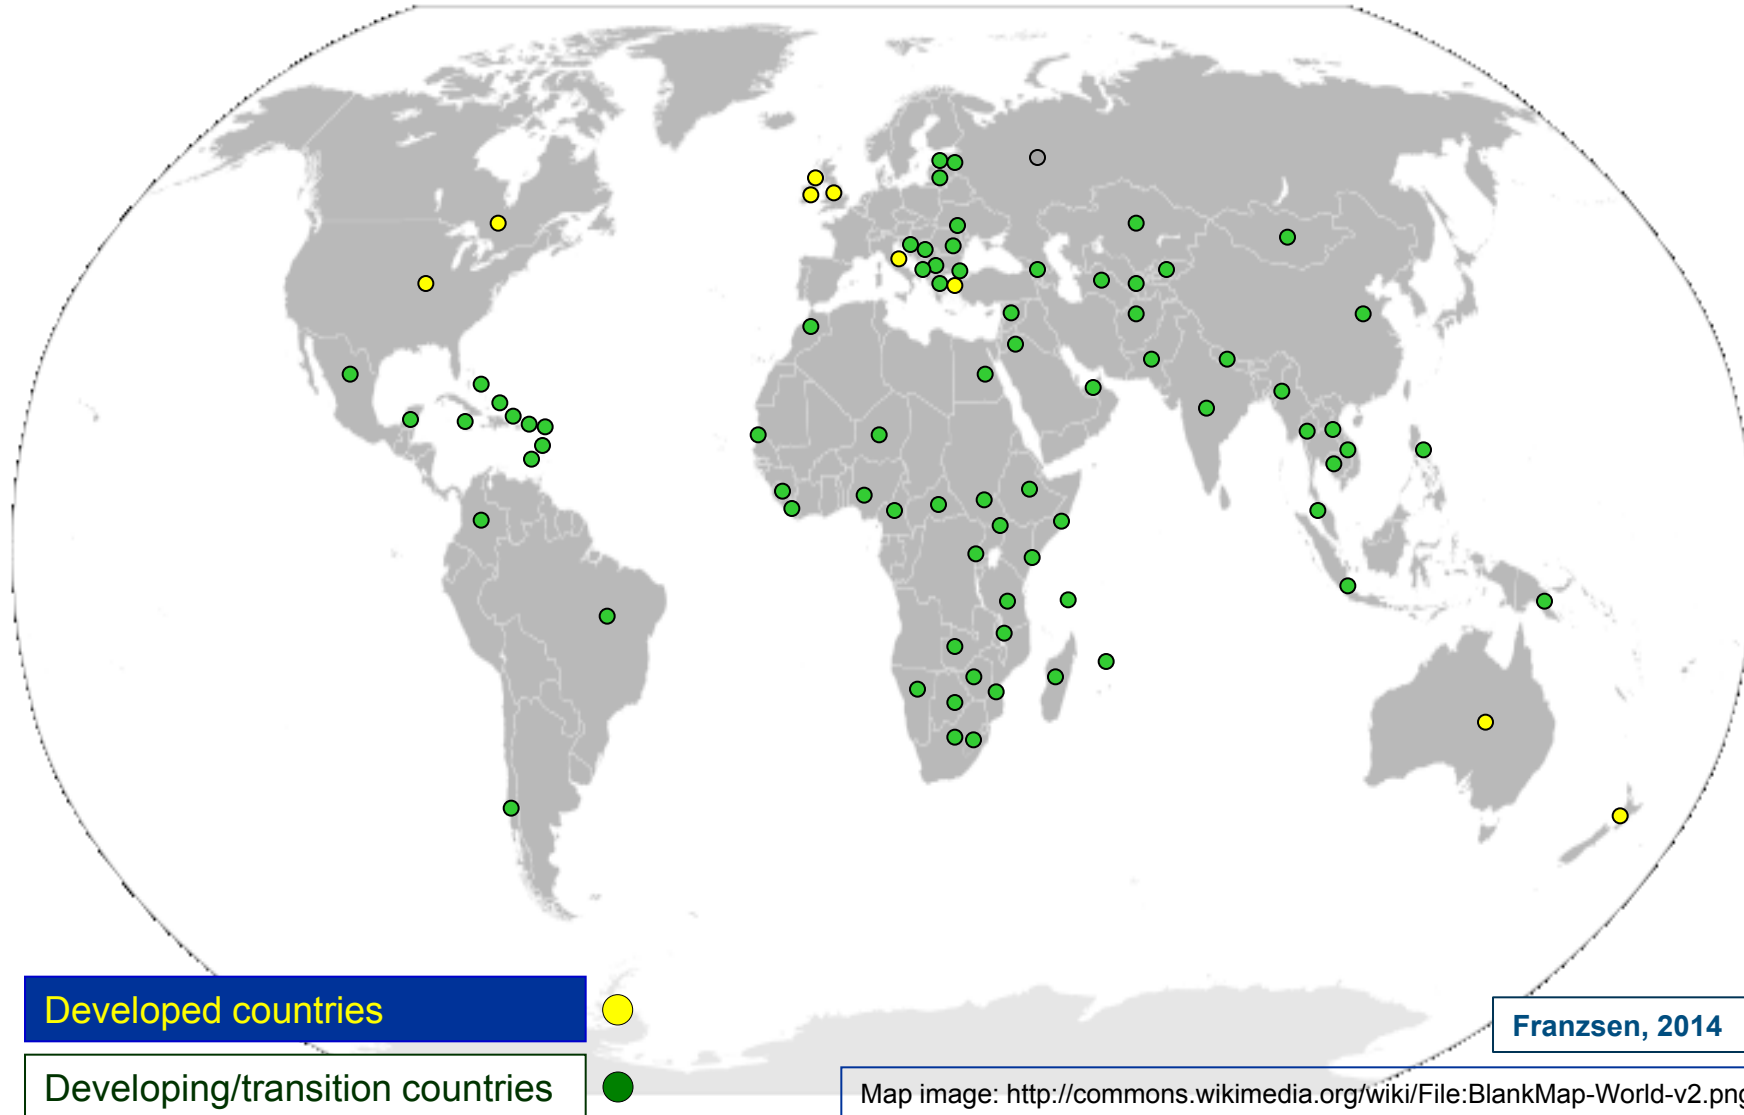 Developed countries
Franzsen, 2014
Developing/transition countries
Map image: http://commons.wikimedia.org/wiki/File:BlankMap-World-v2.png